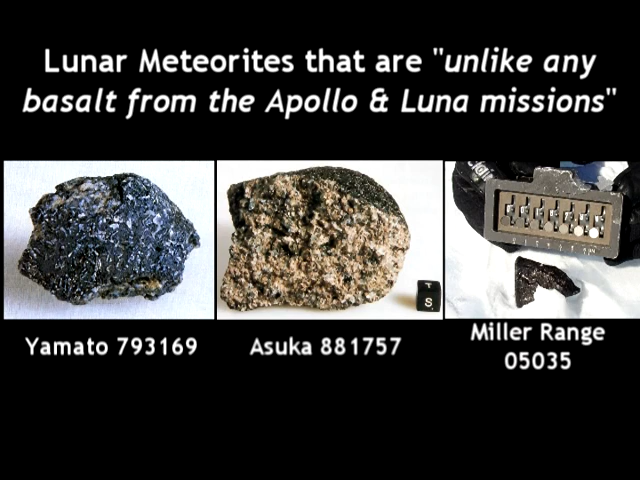 Lunar Meteorites that are "unlike any
basalt from the Apollo & Luna missions"
T
S
Yamato 793169
Asuka 881757
Miller Range
05035